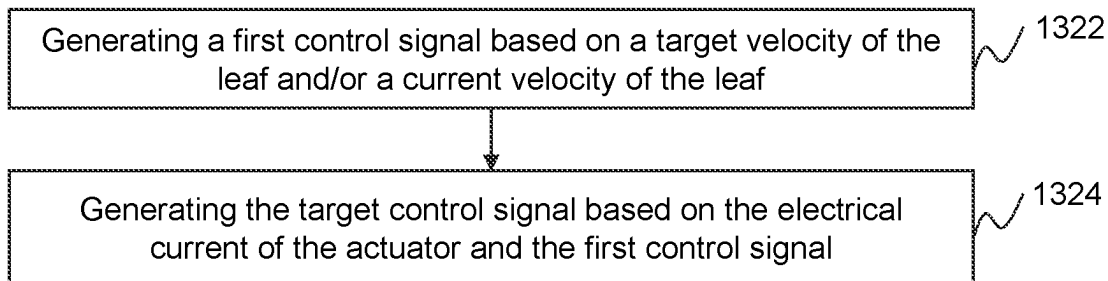 Generating a first control signal based on a target velocity of the
leaf and/or a current velocity of the leaf
1322
Generating the target control signal based on the electrical
current of the actuator and the first control signal
1324